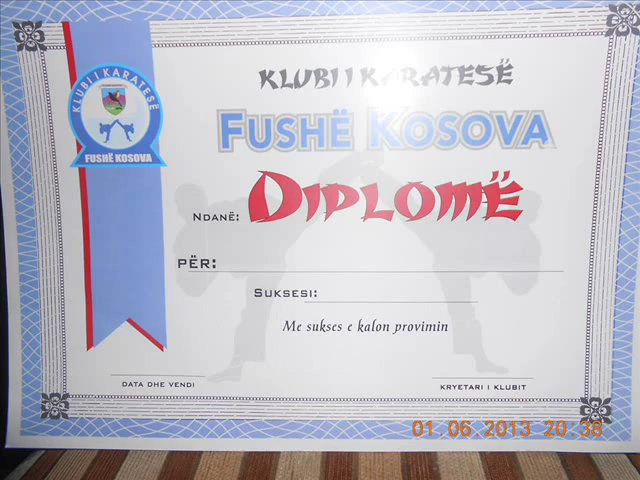 KLUBI I KARATESË
FUSHË KOSOVA
KLUBI I KARATESË
FUSHË KOSOVA
NDANË: DIPLOMË
PËR:
SUKSESI:
Me sukses e kalon provimin
DATA DHE VENDI
KRYETARI I KLUBIT
01.06.2013 20:38